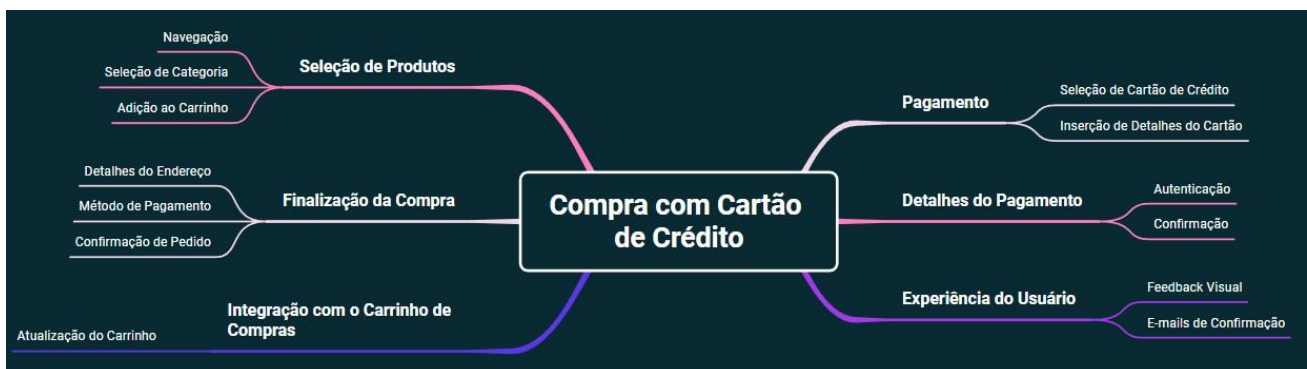 Compra com Cartão
de Crédito
Seleção de Produtos
Navegação
Seleção de Categoria
Adição ao Carrinho
Finalização da Compra
Detalhes do Endereço
Método de Pagamento
Confirmação de Pedido
Integração com o Carrinho de
Compras
Atualização do Carrinho
Pagamento
Seleção de Cartão de Crédito
Inserção de Detalhes do Cartão
Detalhes do Pagamento
Autenticação
Confirmação
Experiência do Usuário
Feedback Visual
E-mails de Confirmação